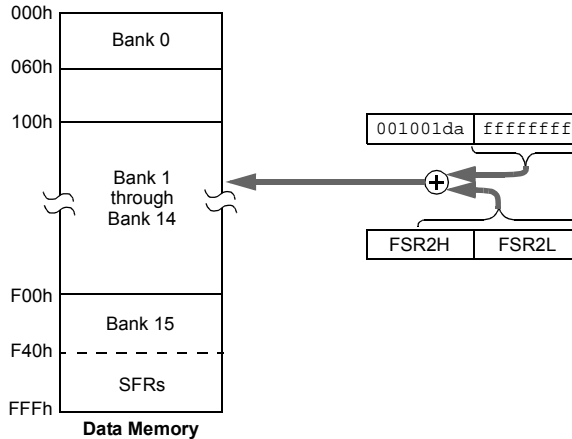 000h
Bank 0
060h
100h
001001da ffffffff
Bank 1
through
Bank 14
FSR2H FSR2L
F00h
Bank 15
F40h
SFRs
FFFh
Data Memory